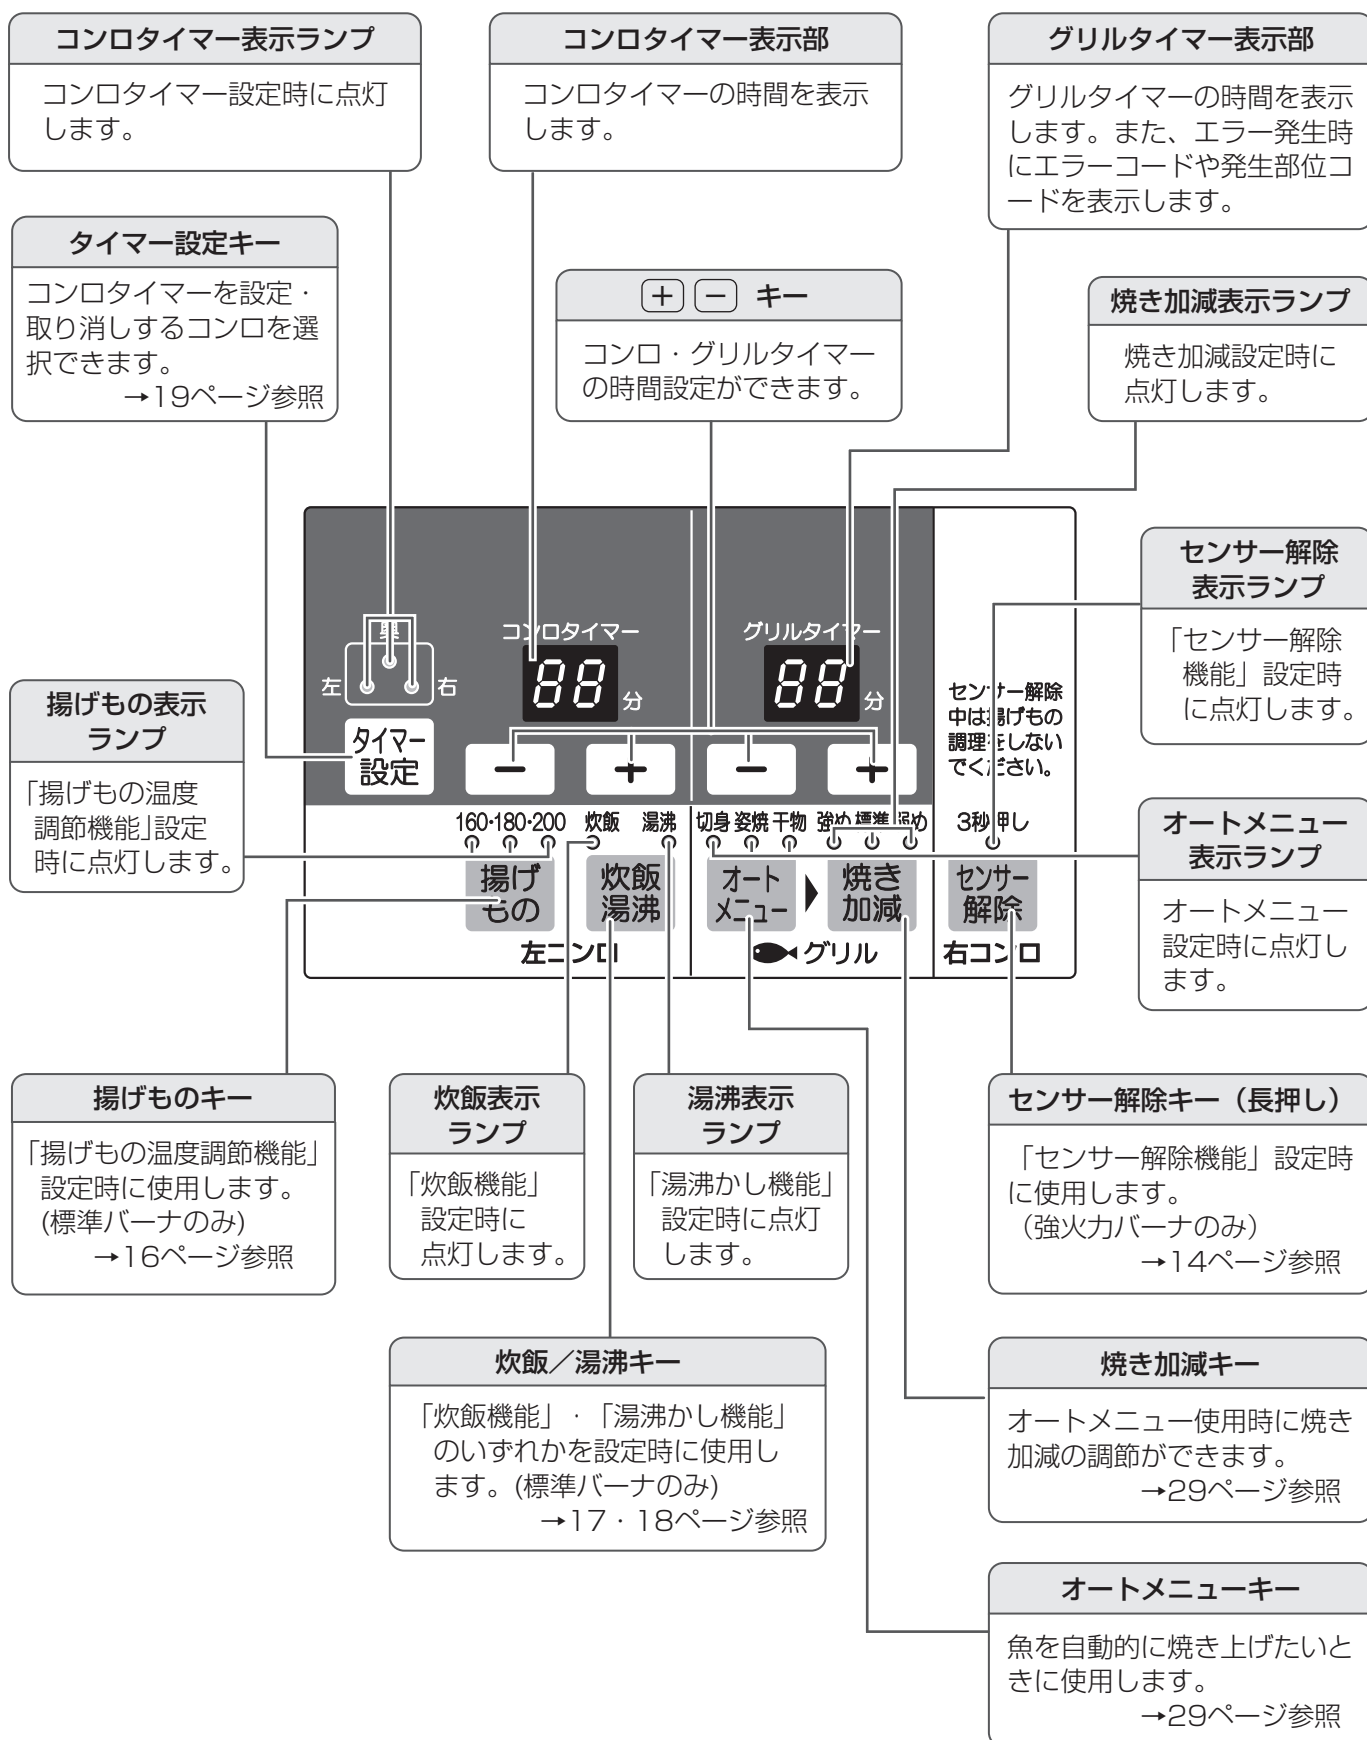 コンロタイマー表示ランプ
コンロタイマー設定時に点灯
します。
コンロタイマー表示部
コンロタイマーの時間を表示
します。
グリルタイマー表示部
グリルタイマーの時間を表示
します。また、エラー発生時
にエラーコードや発生部位コ
ードを表示します。
タイマー設定キー
コンロタイマーを設定・
取り消しするコンロを選
択できます。
→19ページ参照
＋ － キー
コンロ・グリルタイマー
の時間設定ができます。
焼き加減表示ランプ
焼き加減設定時に
点灯します。
センサー解除
表示ランプ
「センサー解除
機能」設定時
に点灯します。
揚げもの表示
ランプ
「揚げもの温度
調節機能」設定
時に点灯します。
奥
左 右
タイマー
設定
コンロタイマー
88 分
－ ＋
グリルタイマー
88 分
－ ＋
センサー解除
中は揚げもの
調理をしない
でください。
160・180・200 炊飯 湯沸
切身 姿焼 干物 強め 標準 弱め
3秒押し
揚げ
もの
炊飯
湯沸
オート
メニュー
焼き
加減
センサー
解除
左コンロ
グリル
右コンロ
オートメニュー
表示ランプ
オートメニュー
設定時に点灯し
ます。
揚げものキー
「揚げもの温度調節機能」
設定時に使用します。
(標準バーナのみ)
→16ページ参照
炊飯表示
ランプ
「炊飯機能」
設定時に
点灯します。
湯沸表示
ランプ
「湯沸かし機能」
設定時に点灯
します。
センサー解除キー（長押し）
「センサー解除機能」設定時
に使用します。
（強火力バーナのみ）
→14ページ参照
炊飯／湯沸キー
「炊飯機能」・「湯沸かし機能」
のいずれかを設定時に使用し
ます。(標準バーナのみ)
→17・18ページ参照
焼き加減キー
オートメニュー使用時に焼き
加減の調節ができます。
→29ページ参照
オートメニューキー
魚を自動的に焼き上げたいと
きに使用します。
→29ページ参照